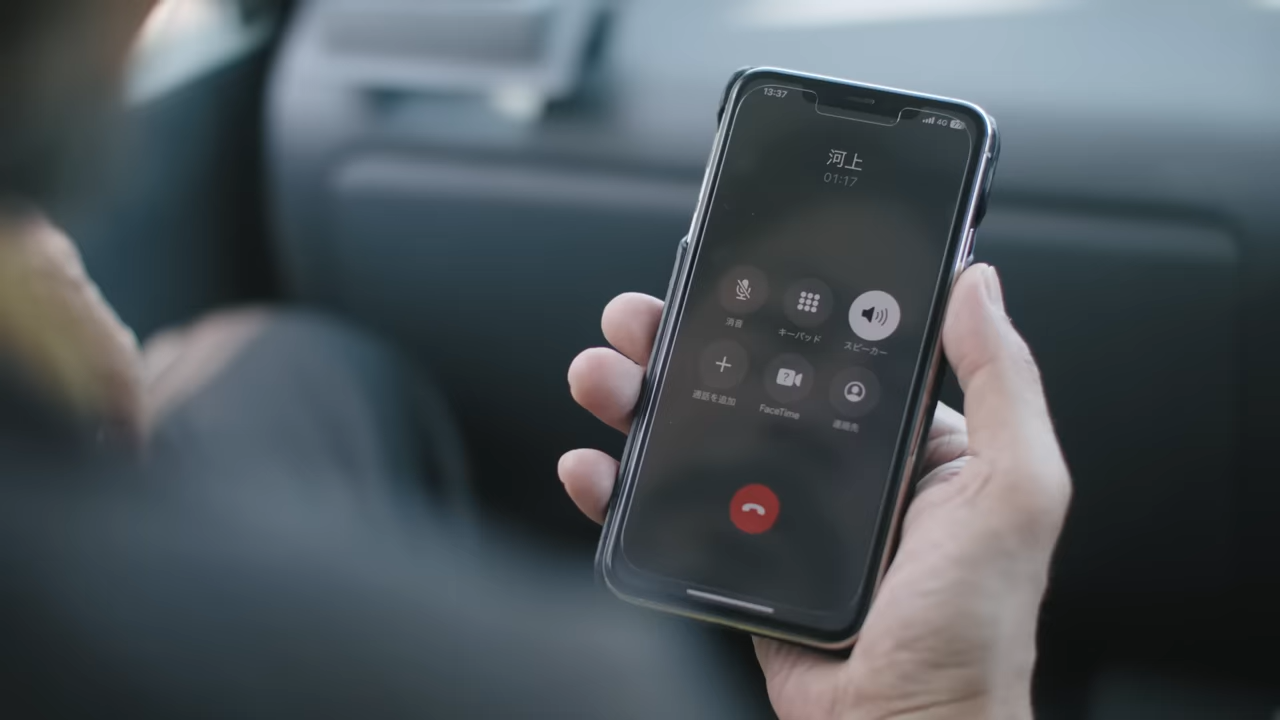 13:37
4G 72
河上
01:17
消音
キーパッド
スピーカー
通話を追加
?
FaceTime
連絡先